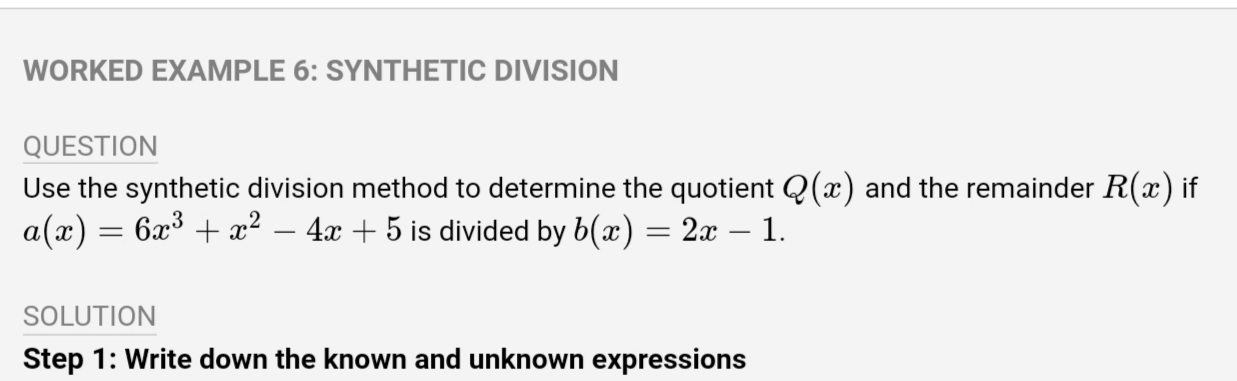 WORKED EXAMPLE 6: SYNTHETIC DIVISION
QUESTION
Use the synthetic division method to determine the quotient Q(x) and the remainder R(x) if
a(x) = 6x³ + x² − 4x + 5 is divided by b(x) = 2x − 1.
SOLUTION
Step 1: Write down the known and unknown expressions